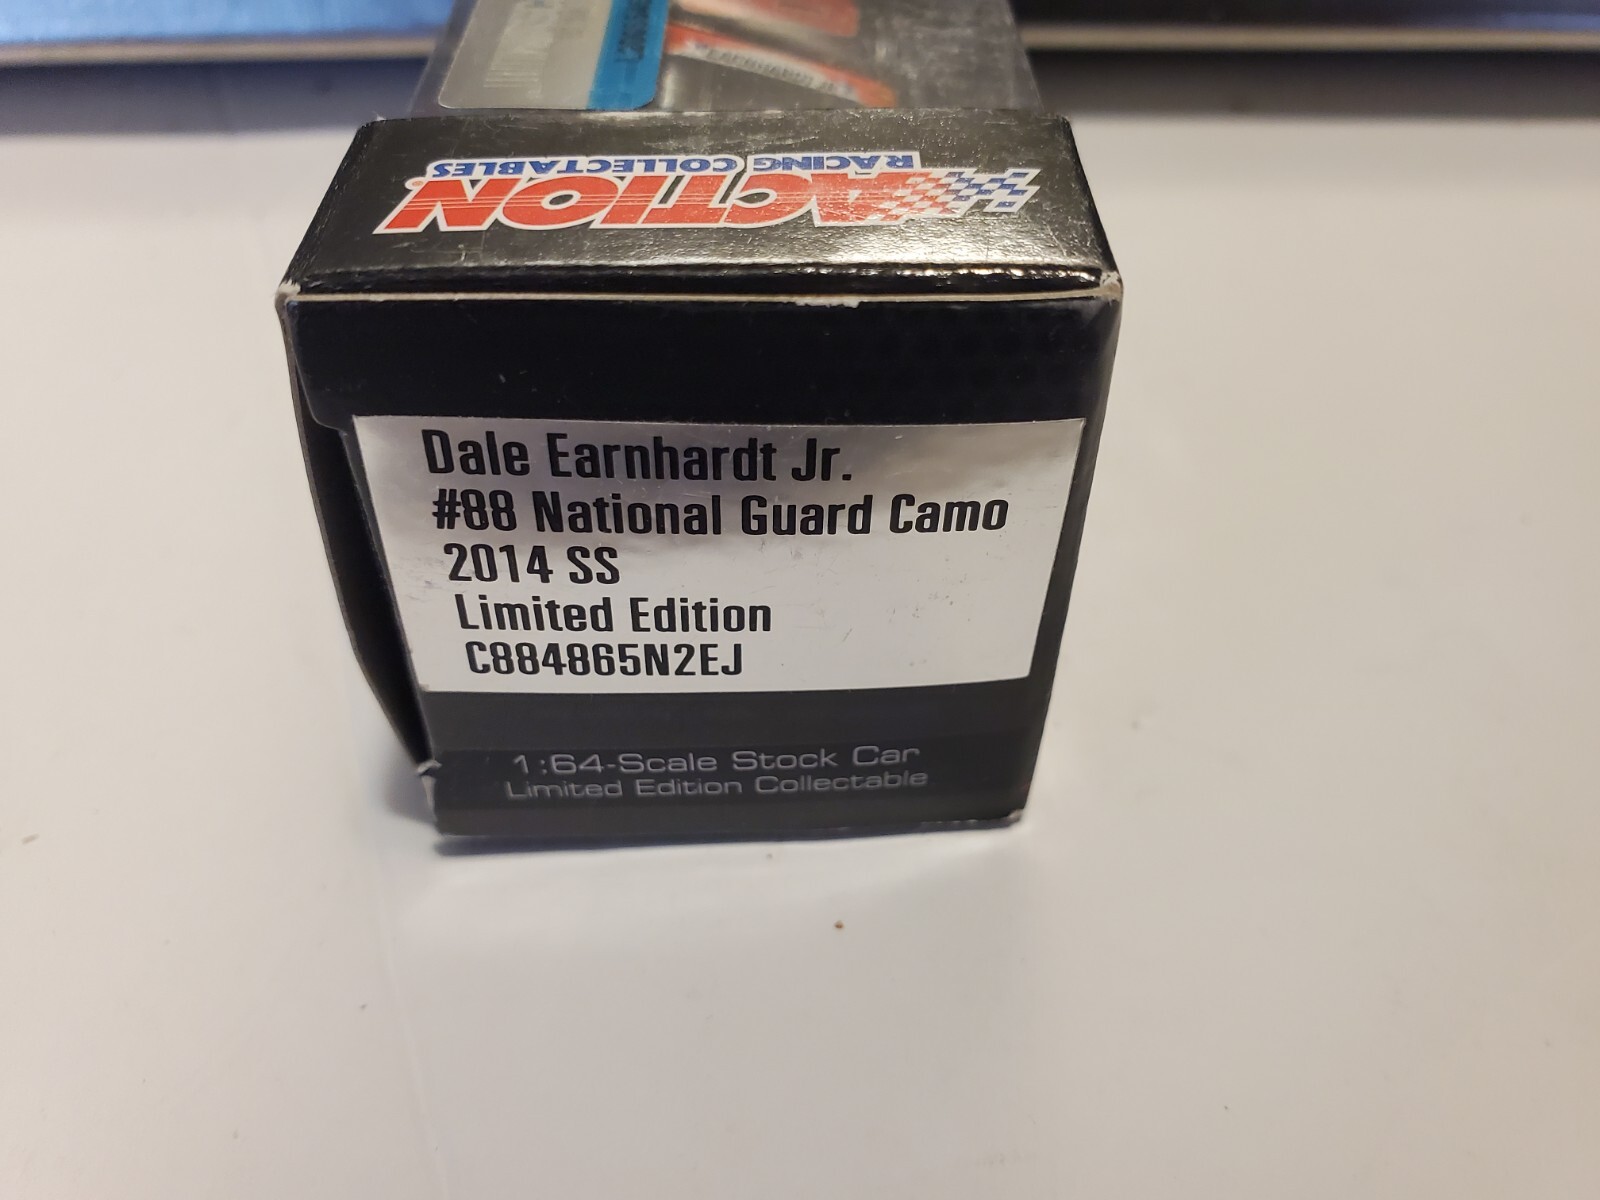 ACTION
RACING COLLECTABLES
Dale Earnhardt Jr.
#88 National Guard Camo
2014 SS
Limited Edition
C884865N2EJ
1:64-Scale Stock Car
Limited Edition Collectable